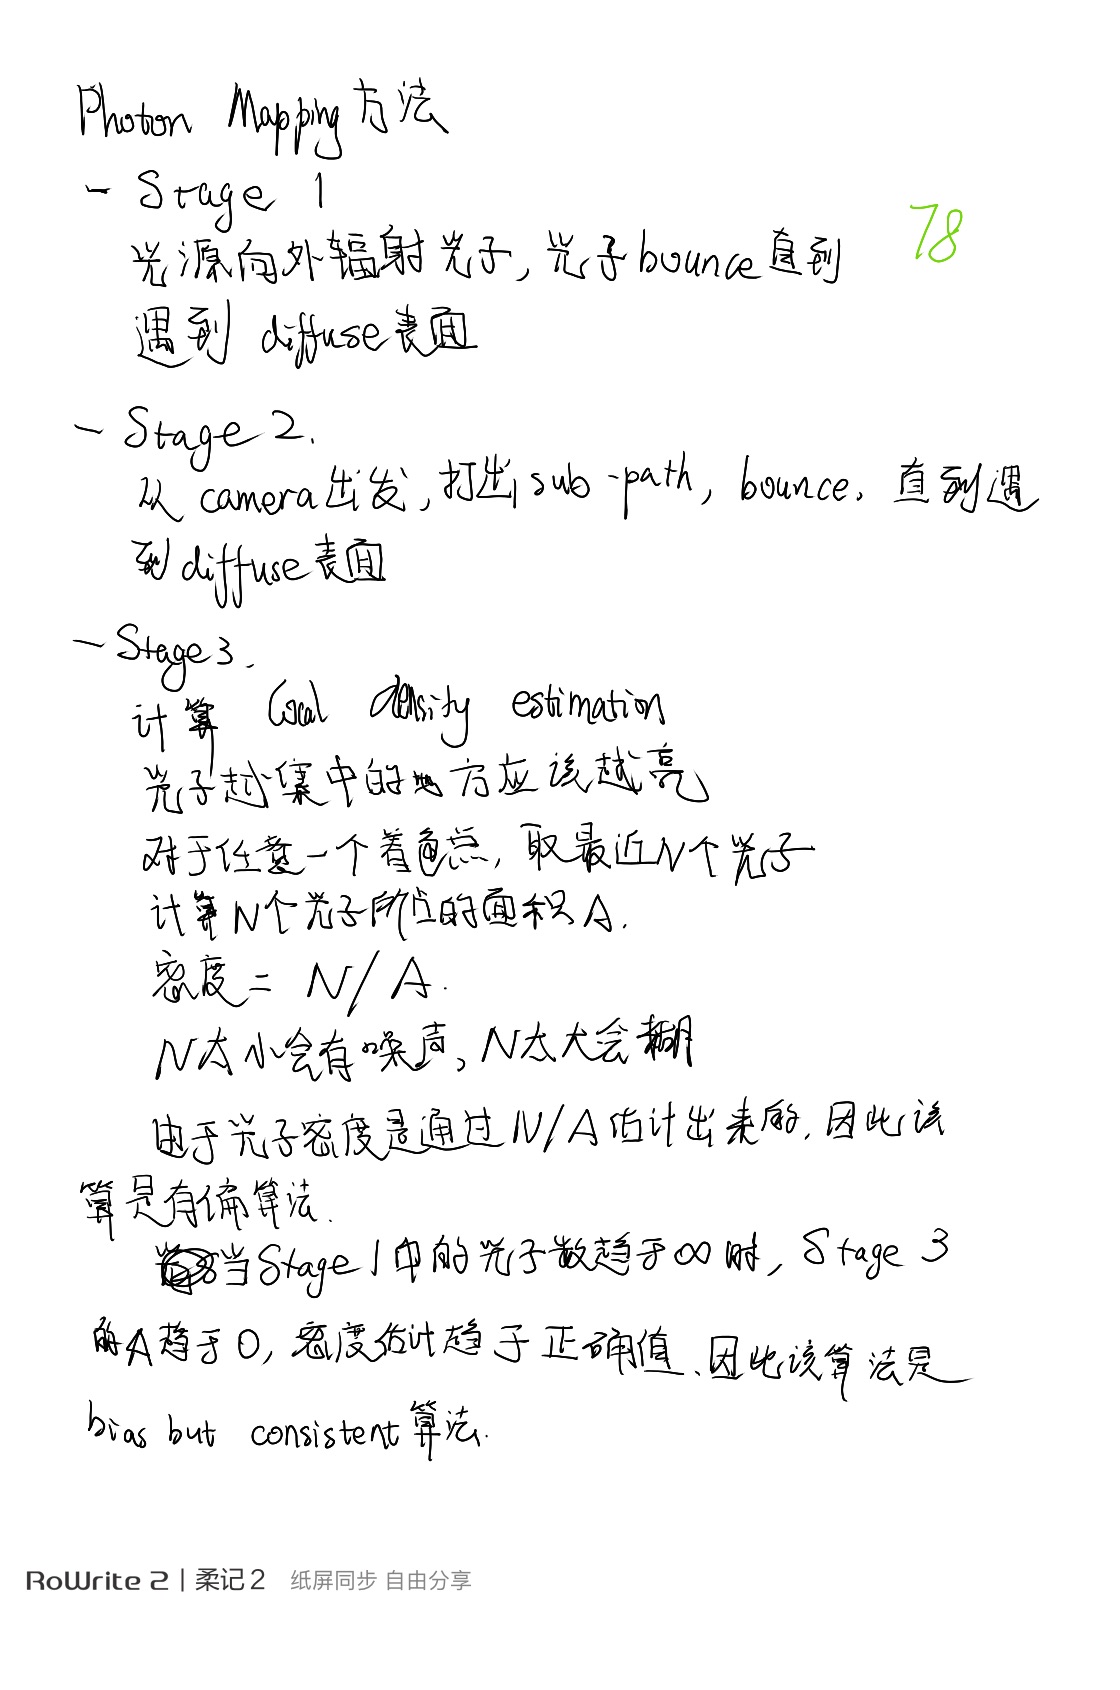 Photon Mapping 方法
- Stage 1
78
光源向外辐射光子, 光子bounce直到
遇到 diffuse表面
- Stage 2.
从 camera出发, 打出 sub-path, bounce, 直到遇
到diffuse表面
- Stage 3.
计算 local density estimation
光子越集中的地方应该越亮
对于任意一个着色点, 取最近N个光子
计算N个光子所占的面积A.
密度 = N/A.
N太小会有噪声, N太大会糊
由于光子密度是通过N/A估计出来的, 因此该
算是有偏算法.
当Stage 1中的光子数趋于∞时, Stage 3
的A趋于0, 密度估计趋于正确值, 因此该算法是
bias but consistent算法.
RoWrite 2 | 柔记2 纸屏同步 自由分享